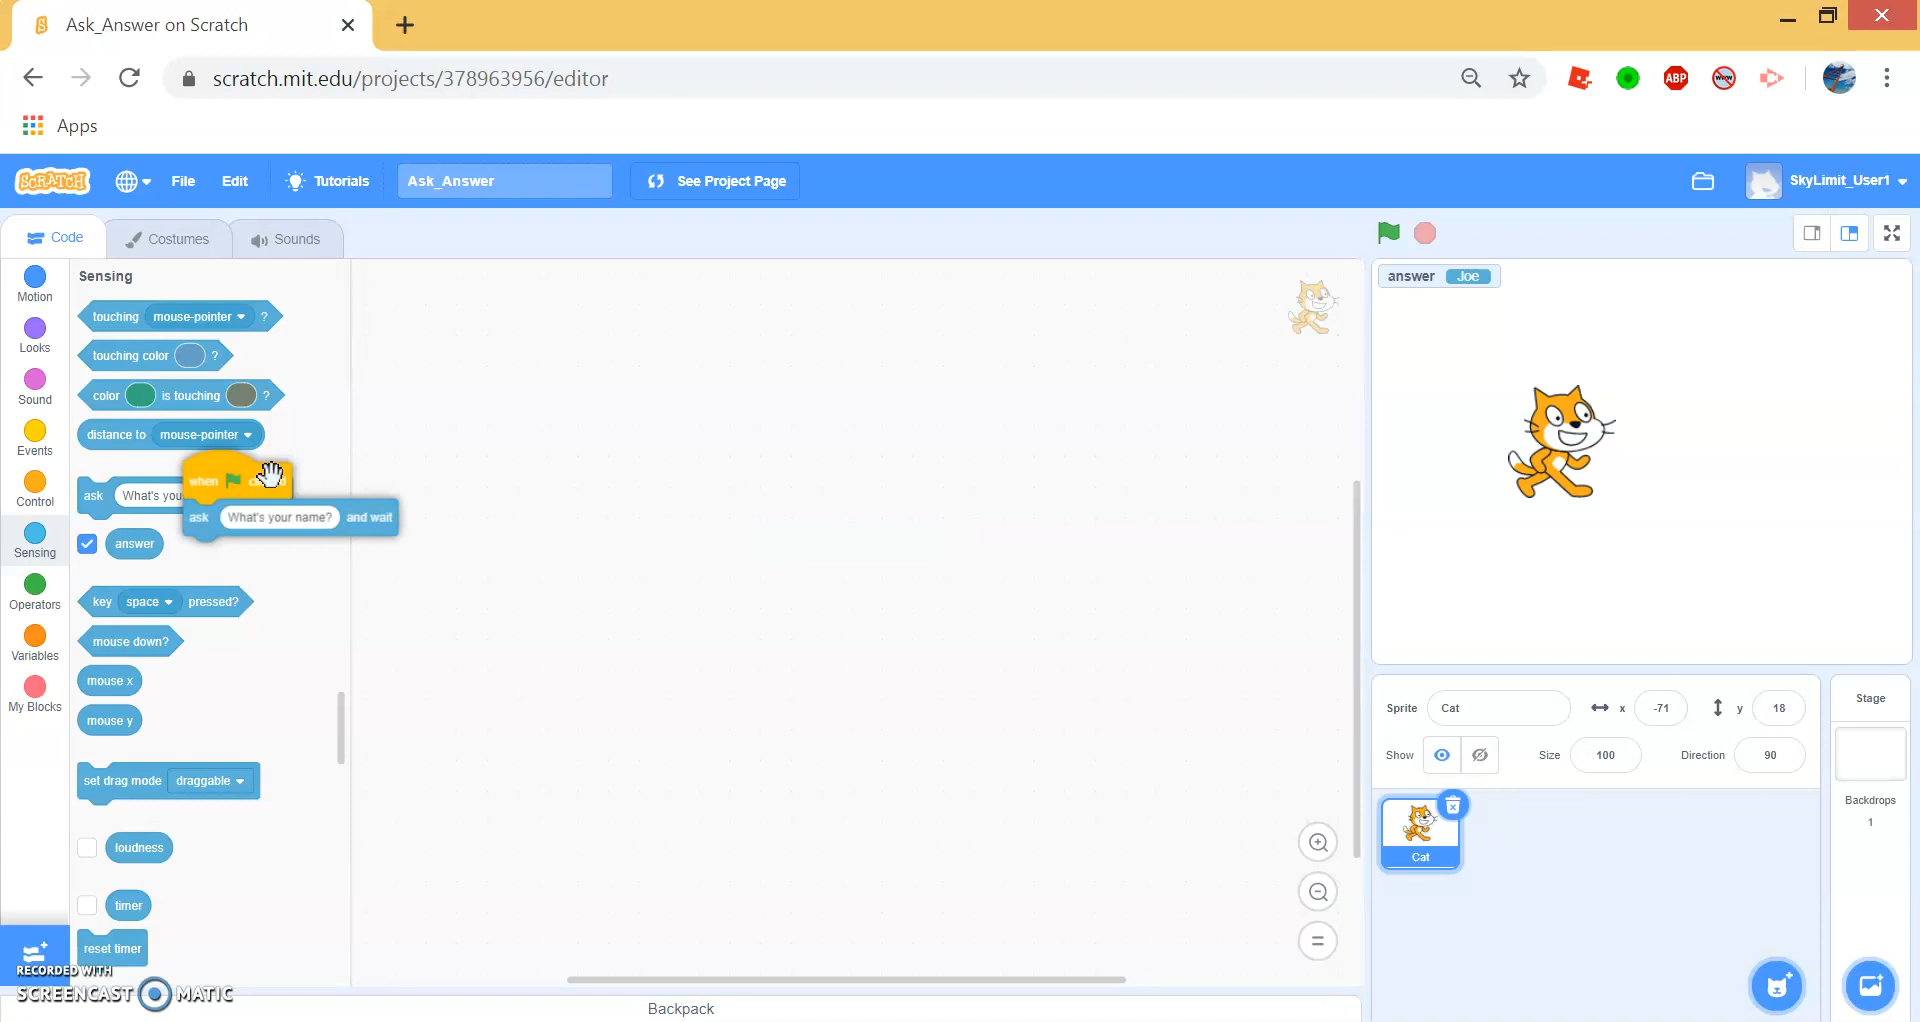 Ask_Answer on Scratch
scratch.mit.edu/projects/378963956/editor
ABP
Apps
SCRATCH
File
Edit
Tutorials
Ask_Answer
See Project Page
SkyLimit_User1
Code
Costumes
Sounds
Motion
Looks
Sound
Events
Control
Sensing
Operators
Variables
My Blocks
Sensing
touching mouse-pointer ?
touching color ?
color is touching ?
distance to mouse-pointer
ask What's you
when
ask What's your name? and wait
answer
key space pressed?
mouse down?
mouse x
mouse y
set drag mode draggable
loudness
timer
reset timer
answer Joe
Sprite Cat x -71 y 18
Show Size 100 Direction 90
Cat
Stage
Backdrops
1
Backpack
RECORDED WITH
SCREENCAST MATIC